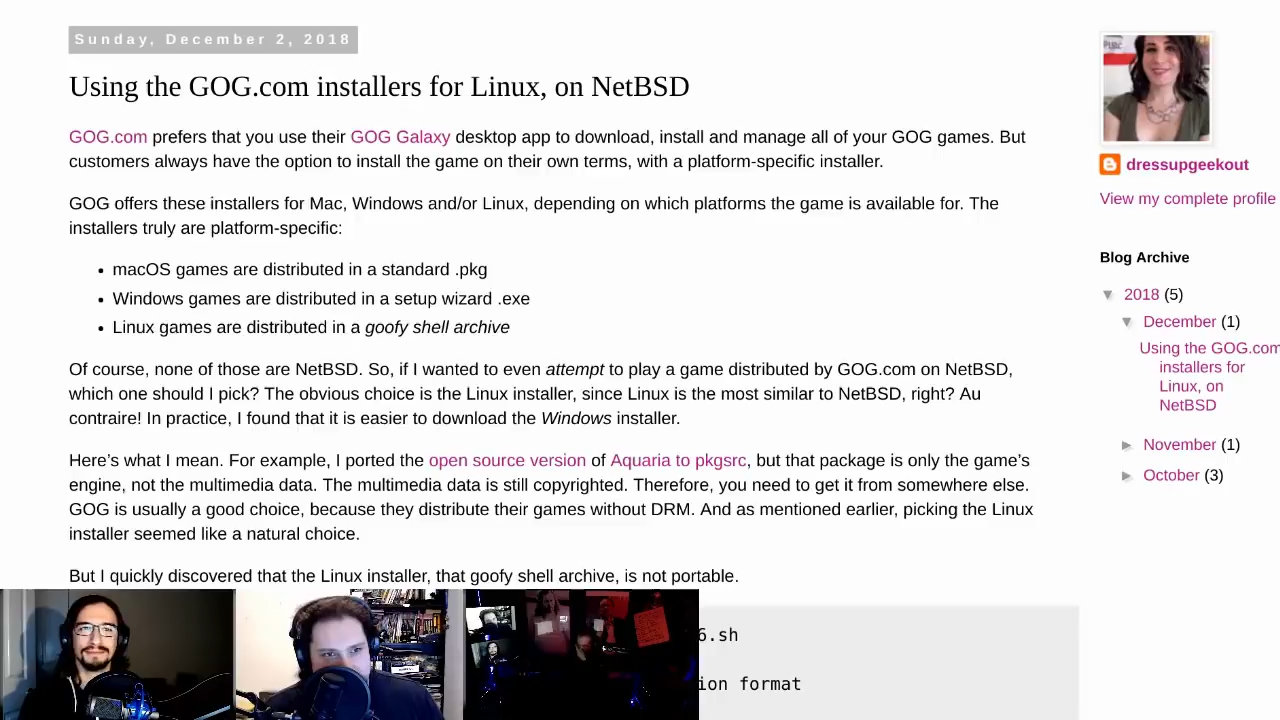 Sunday, December 2, 2018
Using the GOG.com installers for Linux, on NetBSD
GOG.com prefers that you use their GOG Galaxy desktop app to download, install and manage all of your GOG games. But
customers always have the option to install the game on their own terms, with a platform-specific installer.
GOG offers these installers for Mac, Windows and/or Linux, depending on which platforms the game is available for. The
installers truly are platform-specific:
• macOS games are distributed in a standard .pkg
• Windows games are distributed in a setup wizard .exe
• Linux games are distributed in a goofy shell archive
Of course, none of those are NetBSD. So, if I wanted to even attempt to play a game distributed by GOG.com on NetBSD,
which one should I pick? The obvious choice is the Linux installer, since Linux is the most similar to NetBSD, right? Au
contraire! In practice, I found that it is easier to download the Windows installer.
Here’s what I mean. For example, I ported the open source version of Aquaria to pkgsrc, but that package is only the game’s
engine, not the multimedia data. The multimedia data is still copyrighted. Therefore, you need to get it from somewhere else.
GOG is usually a good choice, because they distribute their games without DRM. And as mentioned earlier, picking the Linux
installer seemed like a natural choice.
But I quickly discovered that the Linux installer, that goofy shell archive, is not portable.
6.sh
ion format
dressupgeekout
View my complete profile
Blog Archive
▼ 2018 (5)
▼ December (1)
Using the GOG.com
installers for
Linux, on
NetBSD
► November (1)
► October (3)